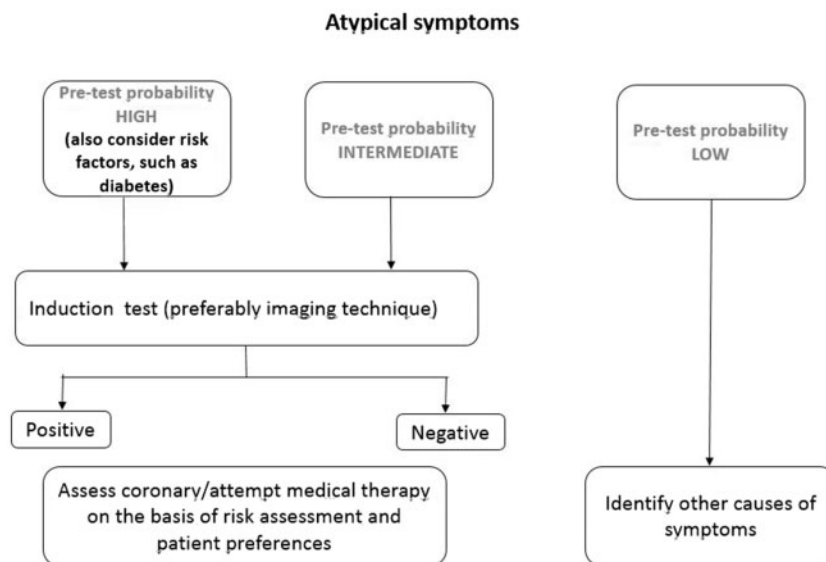 Atypical symptoms
Pre-test probability
HIGH
(also consider risk
factors, such as
diabetes)
Pre-test probability
INTERMEDIATE
Pre-test probability
LOW
Induction test (preferably imaging technique)
Positive
Negative
Assess coronary/attempt medical therapy
on the basis of risk assessment and
patient preferences
Identify other causes of
symptoms